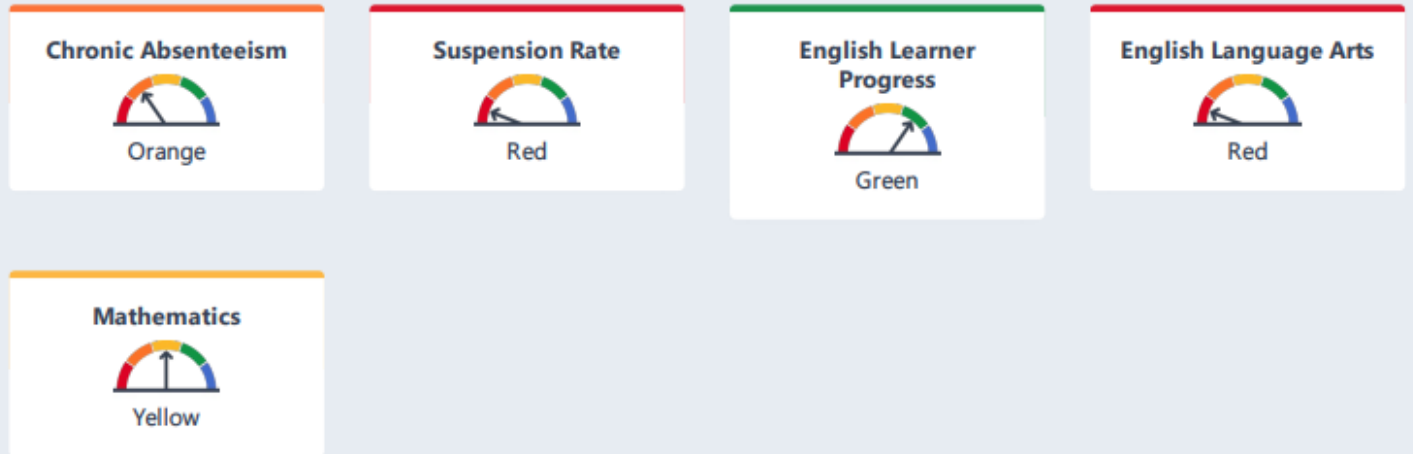 Chronic Absenteeism
Orange
Suspension Rate
Red
English Learner
Progress
Green
English Language Arts
Red
Mathematics
Yellow